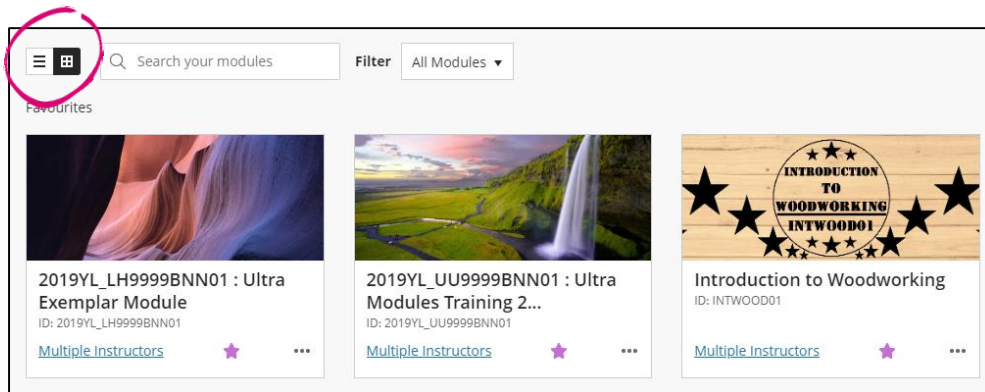 Search your modules
Filter
All Modules
Favourites
INTRODUCTION
TO
WOODWORKING
INTWOOD01
2019YL_LH9999BNN01 : Ultra
Exemplar Module
ID: 2019YL_LH9999BNN01
Multiple Instructors
2019YL_UU9999BNN01 : Ultra
Modules Training 2...
ID: 2019YL_UU9999BNN01
Multiple Instructors
Introduction to Woodworking
ID: INTWOOD01
Multiple Instructors